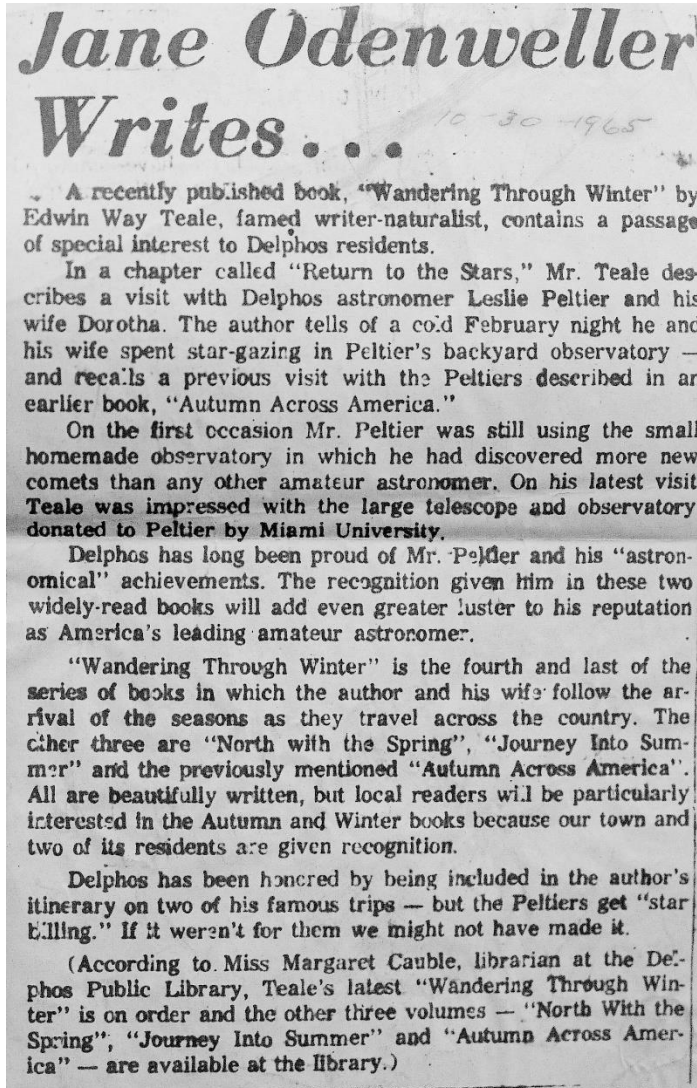 Jane Odenweller
Writes...
10-30-1965
A recently published book, "Wandering Through Winter" by
Edwin Way Teale, famed writer-naturalist, contains a passage
of special interest to Delphos residents.
In a chapter called "Return to the Stars," Mr. Teale des-
cribes a visit with Delphos astronomer Leslie Peltier and his
wife Dorotha. The author tells of a cold February night he and
his wife spent star-gazing in Peltier's backyard observatory —
and recalls a previous visit with the Peltiers described in an
earlier book, "Autumn Across America."
On the first occasion Mr. Peltier was still using the small
homemade observatory in which he had discovered more new
comets than any other amateur astronomer. On his latest visit
Teale was impressed with the large telescope and observatory
donated to Peltier by Miami University.
Delphos has long been proud of Mr. Peltier and his "astron-
omical" achievements. The recognition given him in these two
widely-read books will add even greater luster to his reputation
as America's leading amateur astronomer.
"Wandering Through Winter" is the fourth and last of the
series of books in which the author and his wife follow the ar-
rival of the seasons as they travel across the country. The
other three are "North with the Spring", "Journey Into Sum-
mer" and the previously mentioned "Autumn Across America".
All are beautifully written, but local readers will be particularly
interested in the Autumn and Winter books because our town and
two of its residents are given recognition.
Delphos has been honored by being included in the author's
itinerary on two of his famous trips — but the Peltiers get "star
billing." If it weren't for them we might not have made it.
(According to Miss Margaret Cauble, librarian at the Del-
phos Public Library, Teale's latest "Wandering Through Win-
ter" is on order and the other three volumes — "North With the
Spring", "Journey Into Summer" and "Autumn Across Amer-
ica" — are available at the library.)